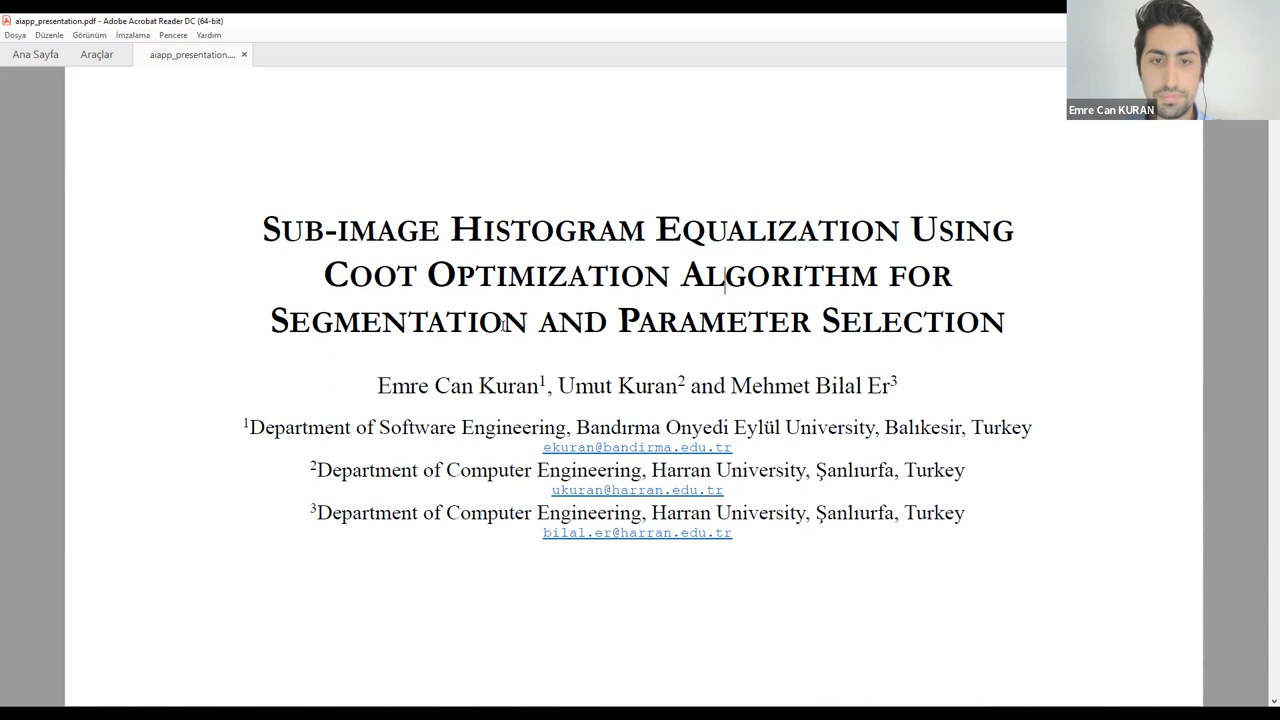 aiapp_presentation.pdf - Adobe Acrobat Reader DC (64-bit)
Dosya Düzenle Görünüm İmzalama Pencere Yardım
Ana Sayfa Araçlar aiapp_presentation.... ×
Emre Can KURAN
SUB-IMAGE HISTOGRAM EQUALIZATION USING
COOT OPTIMIZATION ALGORITHM FOR
SEGMENTATION AND PARAMETER SELECTION
Emre Can Kuran1, Umut Kuran2 and Mehmet Bilal Er3
1Department of Software Engineering, Bandırma Onyedi Eylül University, Balıkesir, Turkey
ekuran@bandirma.edu.tr
2Department of Computer Engineering, Harran University, Şanlıurfa, Turkey
ukuran@harran.edu.tr
3Department of Computer Engineering, Harran University, Şanlıurfa, Turkey
bilal.er@harran.edu.tr